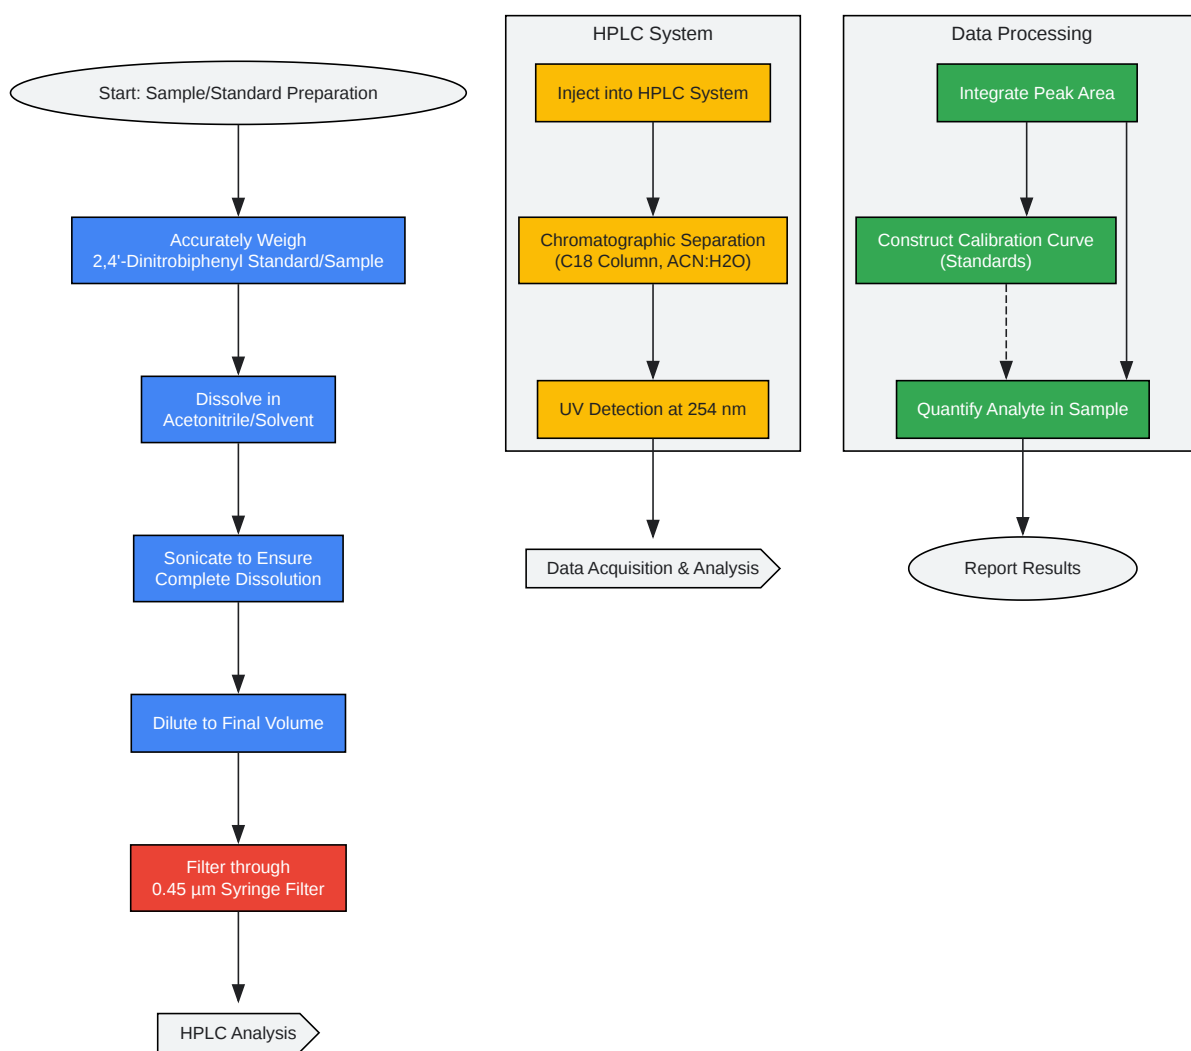 Start: Sample/Standard Preparation
Accurately Weigh
2,4'-Dinitrobiphenyl Standard/Sample
Dissolve in
Acetonitrile/Solvent
Sonicate to Ensure
Complete Dissolution
Dilute to Final Volume
Filter through
0.45 µm Syringe Filter
HPLC Analysis
HPLC System
Inject into HPLC System
Chromatographic Separation
(C18 Column, ACN:H2O)
UV Detection at 254 nm
Data Acquisition & Analysis
Data Processing
Integrate Peak Area
Construct Calibration Curve
(Standards)
Quantify Analyte in Sample
Report Results